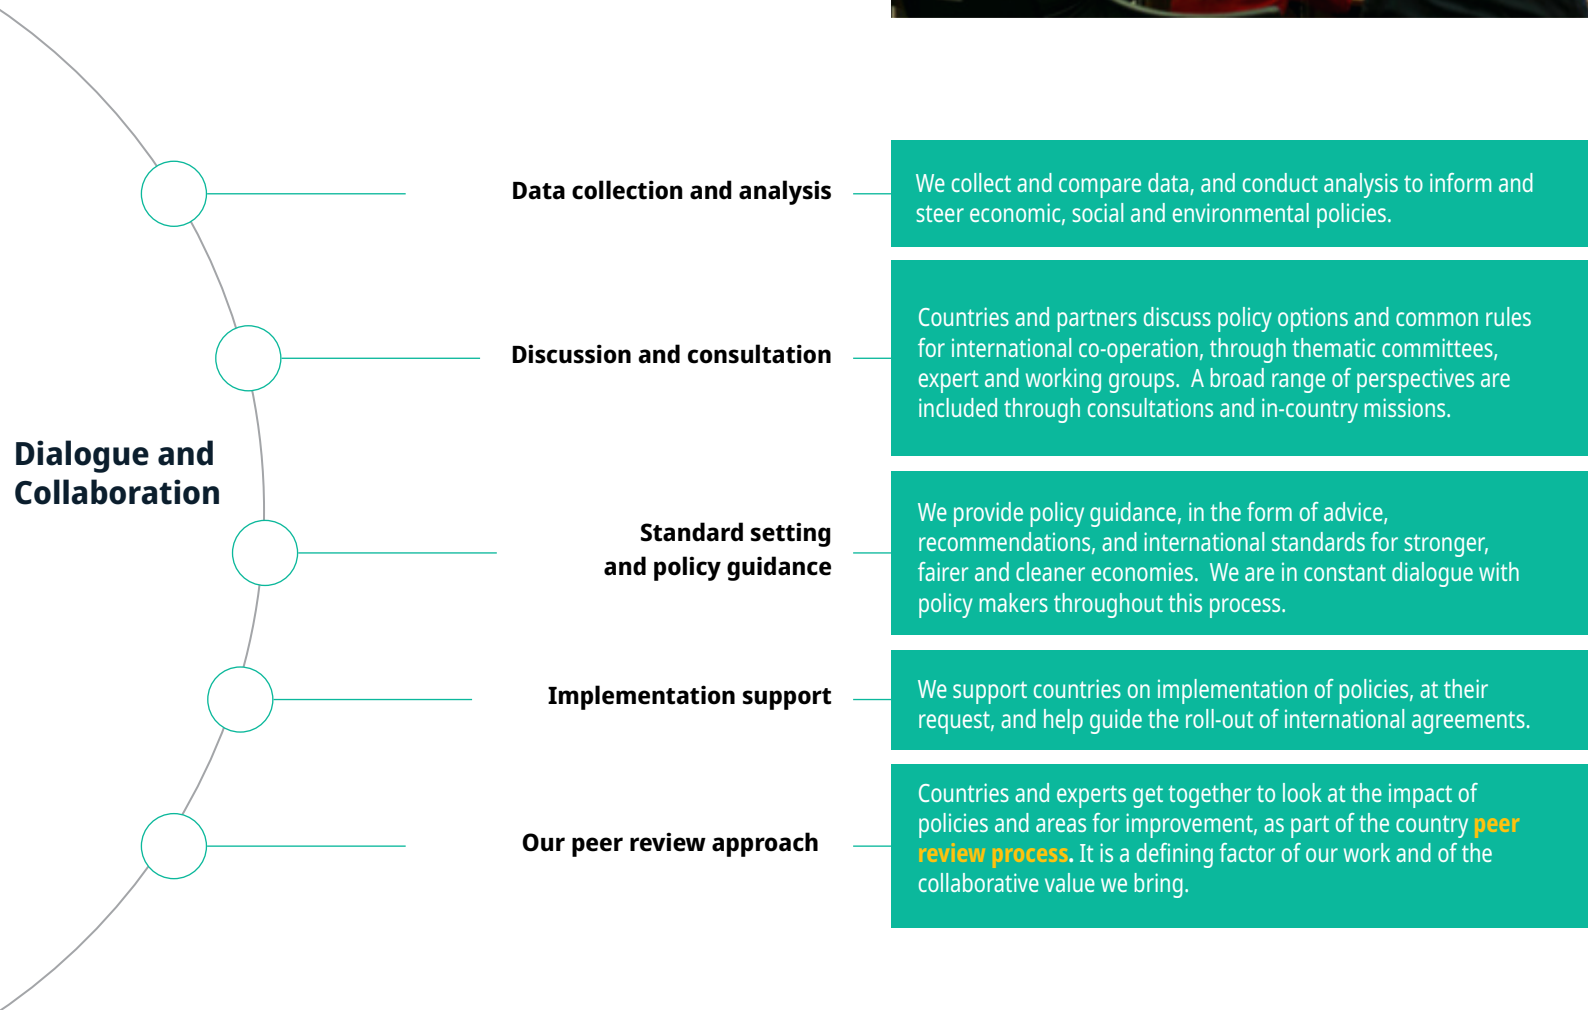 Dialogue and
Collaboration
Data collection and analysis
We collect and compare data, and conduct analysis to inform and
steer economic, social and environmental policies.
Discussion and consultation
Countries and partners discuss policy options and common rules
for international co-operation, through thematic committees,
expert and working groups.  A broad range of perspectives are
included through consultations and in-country missions.
Standard setting
and policy guidance
We provide policy guidance, in the form of advice,
recommendations, and international standards for stronger,
fairer and cleaner economies.  We are in constant dialogue with
policy makers throughout this process.
Implementation support
We support countries on implementation of policies, at their
request, and help guide the roll-out of international agreements.
Our peer review approach
Countries and experts get together to look at the impact of
policies and areas for improvement, as part of the country peer
review process. It is a defining factor of our work and of the
collaborative value we bring.